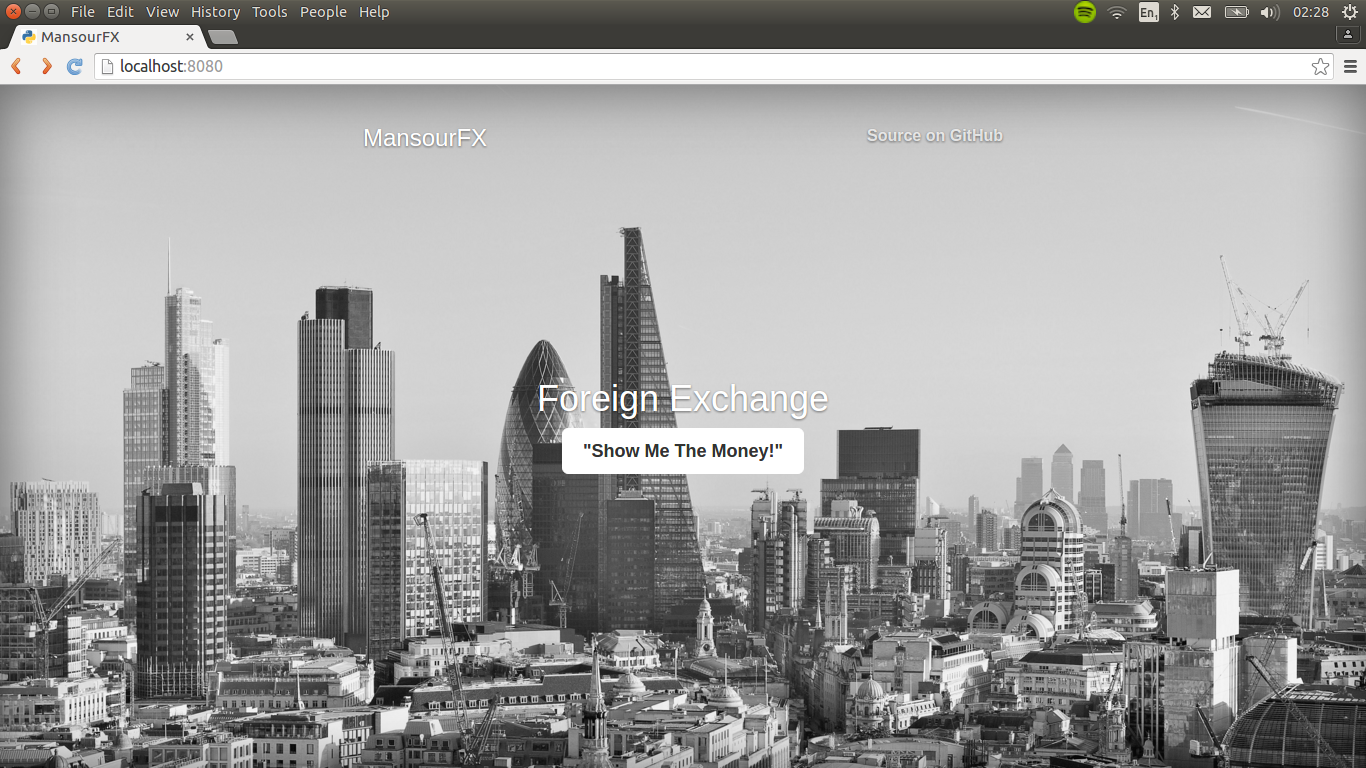 File Edit View History Tools People Help
En1 02:28
MansourFX
localhost:8080
MansourFX
Source on GitHub
Foreign Exchange
"Show Me The Money!"